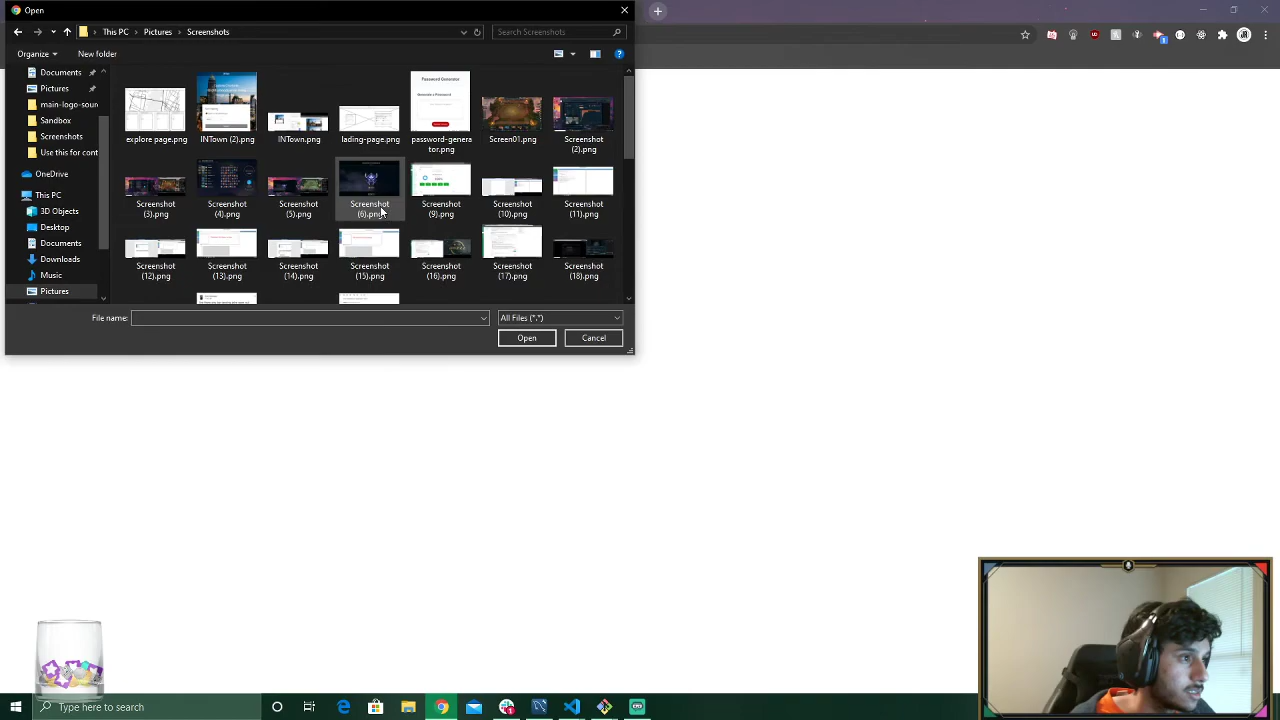 Open
This PC
Pictures
Screenshots
Search Screenshots
Organize
New folder
Documents
Pictures
main-logo-soun
Sandbox
Screenshots
Use this for cont
OneDrive
This PC
3D Objects
Desktop
Documents
Downloads
Music
Pictures
explore page.png
INTown (2).png
INTown.png
lading-page.png
password-genera
tor.png
Screen01.png
Screenshot
(2).png
Screenshot
(3).png
Screenshot
(4).png
Screenshot
(5).png
Screenshot
(6).png
Screenshot
(9).png
Screenshot
(10).png
Screenshot
(11).png
Screenshot
(12).png
Screenshot
(13).png
Screenshot
(14).png
Screenshot
(15).png
Screenshot
(16).png
Screenshot
(17).png
Screenshot
(18).png
Password Generator
Generate a Password
File name:
All Files (*.*)
Open
Cancel
Type here to search